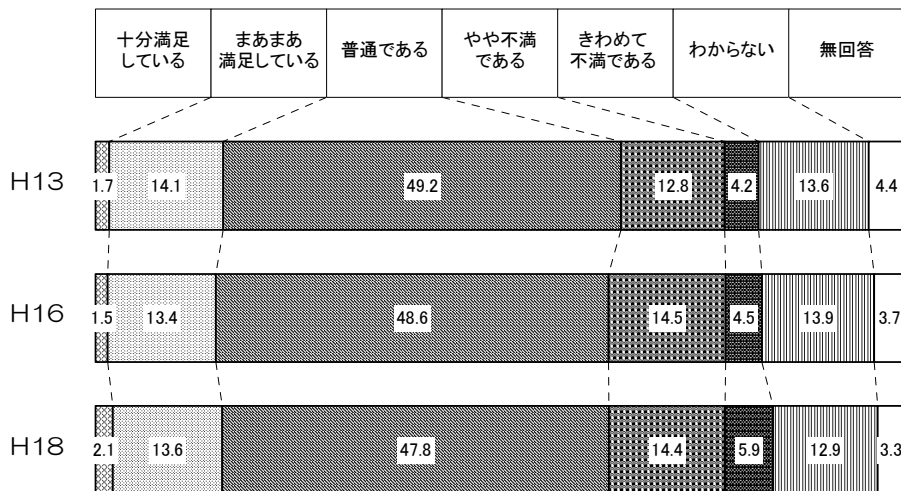 十分満足
している
まあまあ
満足している
普通である
やや不満
である
きわめて
不満である
わからない
無回答
H13
1.7
14.1
49.2
12.8
4.2
13.6
4.4
H16
1.5
13.4
48.6
14.5
4.5
13.9
3.7
H18
2.1
13.6
47.8
14.4
5.9
12.9
3.3